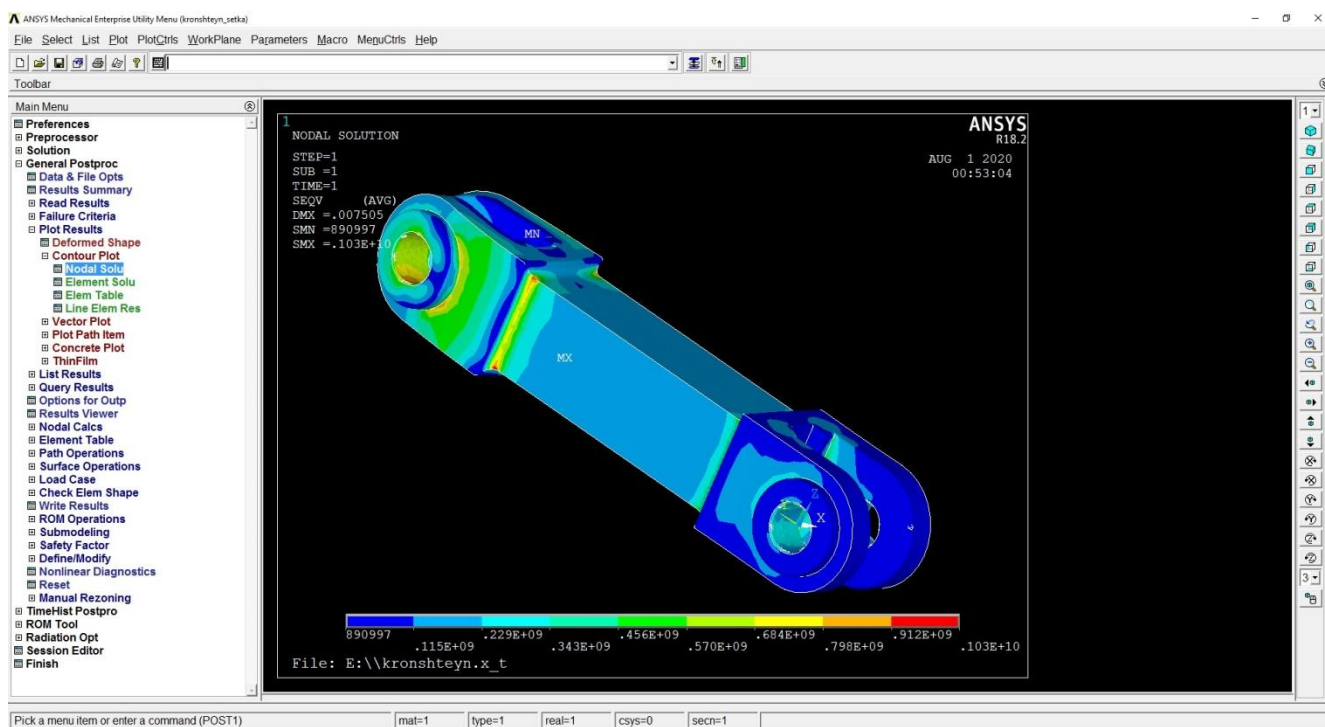 ANSYS Mechanical Enterprise Utility Menu (kronshteyn_setka)
File Select List Plot PlotCtrls WorkPlane Parameters Macro MenuCtrls Help
Toolbar
Main Menu
Preferences
Preprocessor
Solution
General Postproc
Data & File Opts
Results Summary
Read Results
Failure Criteria
Plot Results
Deformed Shape
Contour Plot
Nodal Solu
Element Solu
Elem Table
Line Elem Res
Vector Plot
Plot Path Item
Concrete Plot
ThinFilm
List Results
Query Results
Options for Outp
Results Viewer
Nodal Calcs
Element Table
Path Operations
Surface Operations
Load Case
Check Elem Shape
Write Results
ROM Operations
Submodeling
Safety Factor
Define/Modify
Nonlinear Diagnostics
Reset
Manual Rezoning
TimeHist Postpro
ROM Tool
Radiation Opt
Session Editor
Finish
1
NODAL SOLUTION
STEP=1
SUB =1
TIME=1
SEQV (AVG)
DMX =.007505
SMN =890997
SMX =.103E+10
ANSYS
R18.2
AUG 1 2020
00:53:04
MN
MX
Z
X
890997 .229E+09 .456E+09 .684E+09 .912E+09
.115E+09 .343E+09 .570E+09 .798E+09 .103E+10
File: E:\\kronshteyn.x_t
1
3
Pick a menu item or enter a command (POST1) mat=1 type=1 real=1 csys=0 secn=1